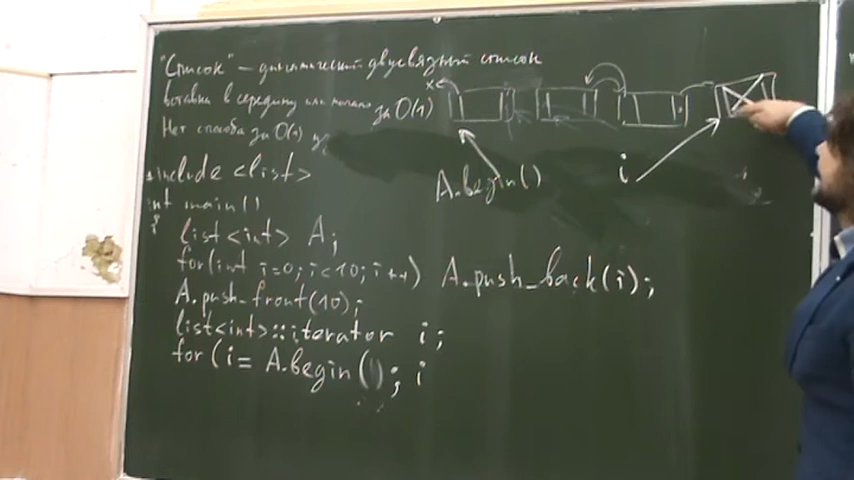 "Список" – динамический двусвязный список
вставка в середину или начало за O(1)
Нет способа за O(1)
#include <list>
int main()
{
list<int> A;
for(int i=0; i<10; i++) A.push_back(i);
A.push_front(10);
list<int>::iterator i;
for (i= A.begin(); i
A.begin()
i